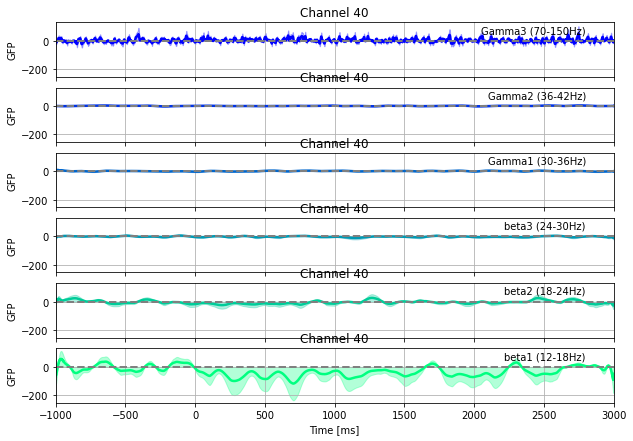 Channel 40
Gamma3 (70-150Hz)
GFP
0
−200
Channel 40
Gamma2 (36-42Hz)
GFP
0
−200
Channel 40
Gamma1 (30-36Hz)
GFP
0
−200
Channel 40
beta3 (24-30Hz)
GFP
0
−200
Channel 40
beta2 (18-24Hz)
GFP
0
−200
Channel 40
beta1 (12-18Hz)
GFP
0
−200
−1000 −500 0 500 1000 1500 2000 2500 3000
Time [ms]